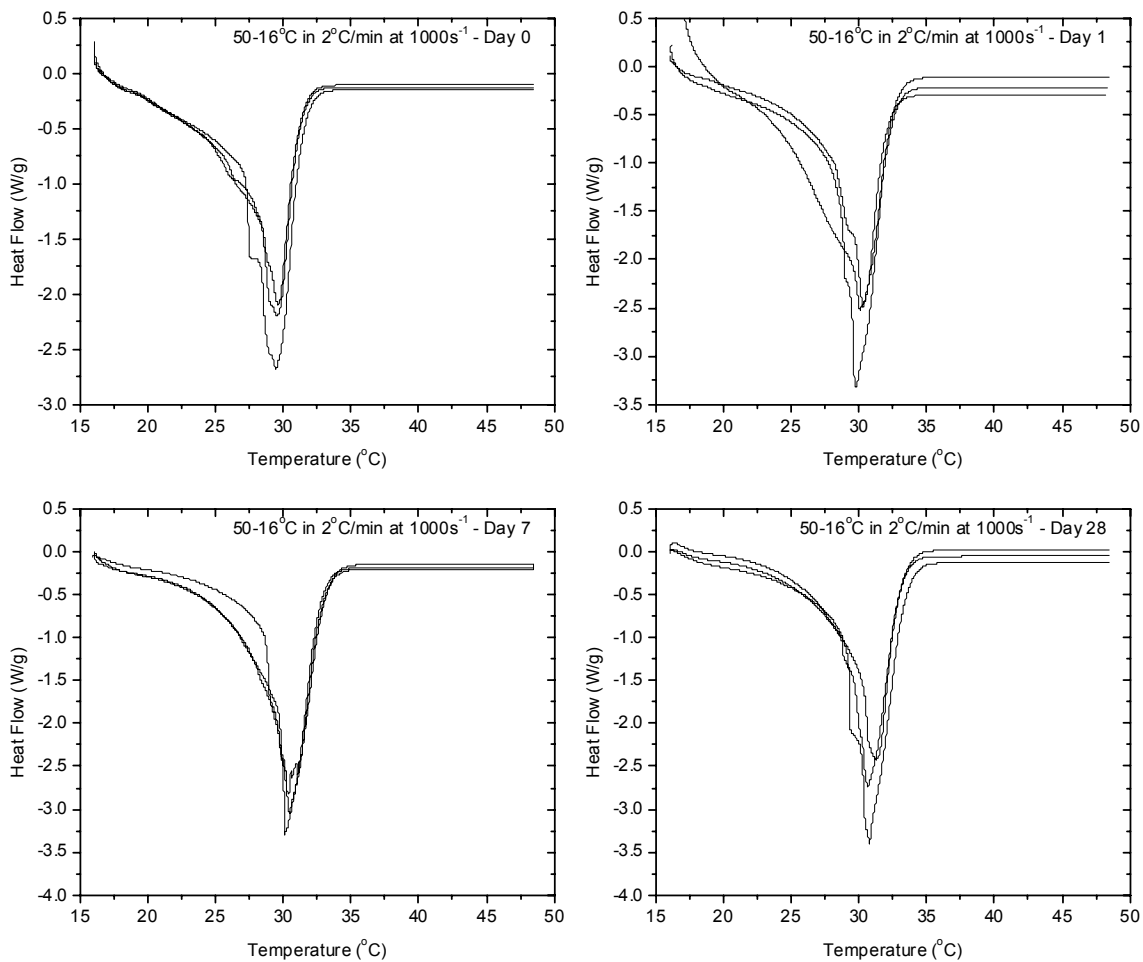 50-16°C in 2°C/min at 1000s⁻¹ - Day 0
0.5
0.0
-0.5
-1.0
-1.5
-2.0
-2.5
-3.0
Heat Flow (W/g)
15 20 25 30 35 40 45 50
Temperature (°C)
50-16°C in 2°C/min at 1000s⁻¹ - Day 1
0.5
0.0
-0.5
-1.0
-1.5
-2.0
-2.5
-3.0
-3.5
Heat Flow (W/g)
15 20 25 30 35 40 45 50
Temperature (°C)
50-16°C in 2°C/min at 1000s⁻¹ - Day 7
0.5
0.0
-0.5
-1.0
-1.5
-2.0
-2.5
-3.0
-3.5
-4.0
Heat Flow (W/g)
15 20 25 30 35 40 45 50
Temperature (°C)
50-16°C in 2°C/min at 1000s⁻¹ - Day 28
0.5
0.0
-0.5
-1.0
-1.5
-2.0
-2.5
-3.0
-3.5
-4.0
Heat Flow (W/g)
15 20 25 30 35 40 45 50
Temperature (°C)